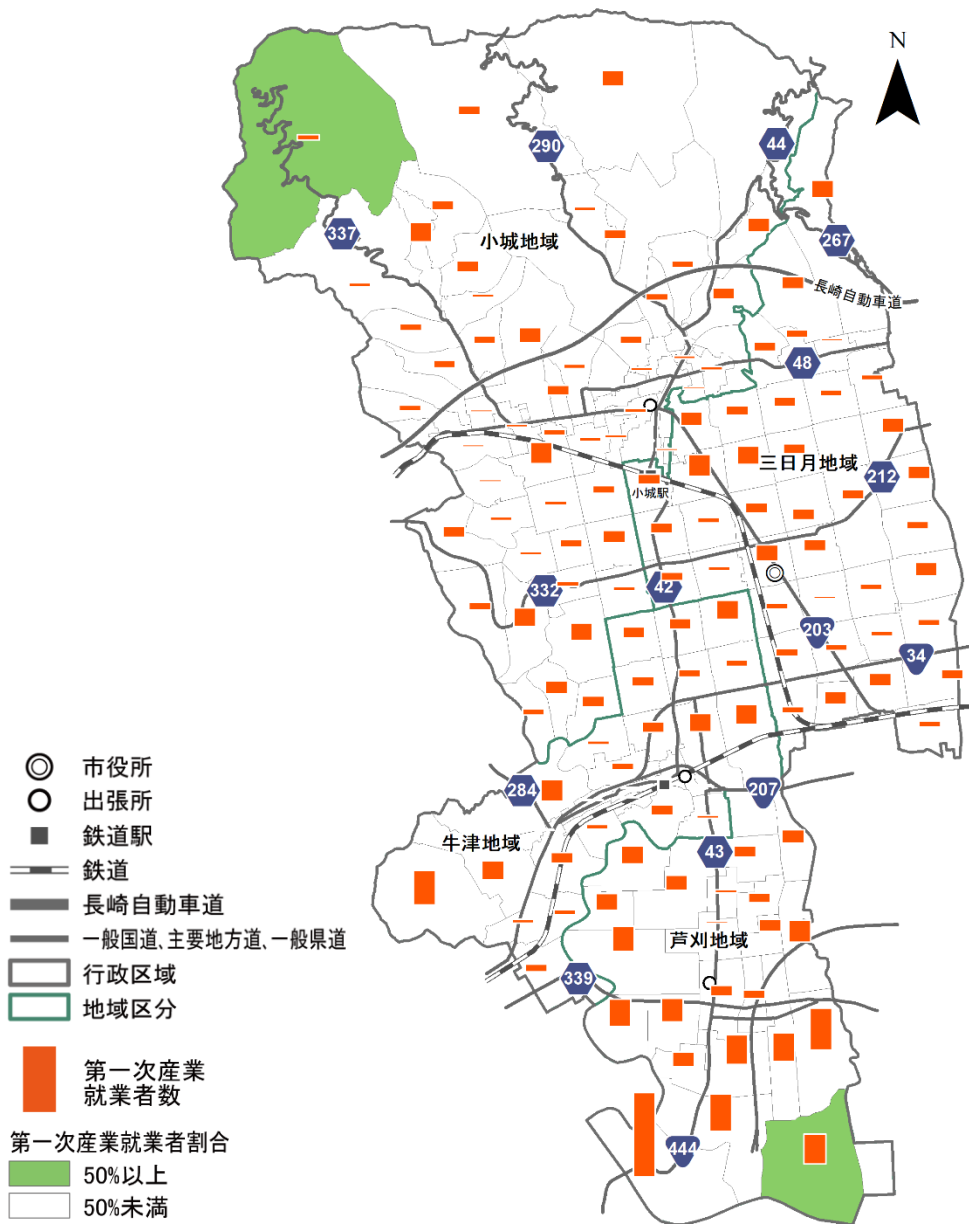 N
290
44
337
小城地域
267
長崎自動車道
48
三日月地域
212
小城駅
332
42
203
34
市役所
出張所
鉄道駅
鉄道
長崎自動車道
一般国道、主要地方道、一般県道
行政区域
地域区分
第一次産業
就業者数
第一次産業就業者割合
50%以上
50%未満
284
207
牛津地域
43
芦刈地域
339
444